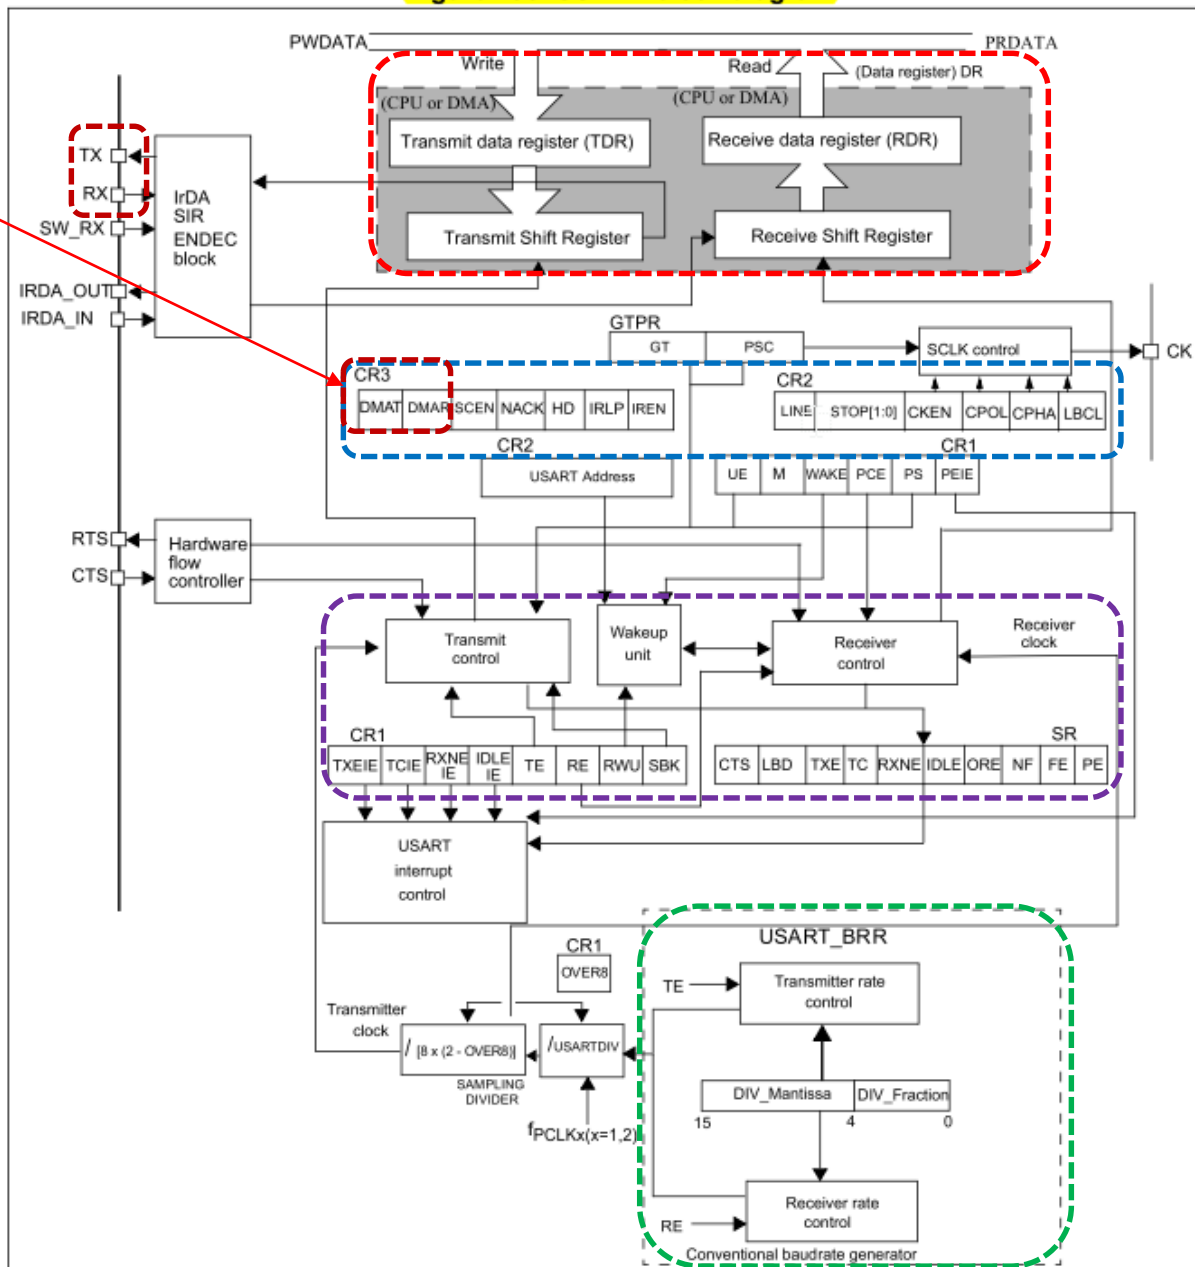 PWDATA
PRDATA
Write
Read
(Data register) DR
(CPU or DMA)
(CPU or DMA)
Transmit data register (TDR)
Receive data register (RDR)
TX
RX
SW_RX
IRDA_OUT
IRDA_IN
IrDA
SIR
ENDEC
block
Transmit Shift Register
Receive Shift Register
GTPR
GT PSC
SCLK control
CK
CR3
DMAT DMAR SCEN NACK HD IRLP IREN
CR2
LINE STOP[1:0] CKEN CPOL CPHA LBCL
CR2
USART Address
CR1
UE M WAKE PCE PS PEIE
RTS
CTS
Hardware
flow
controller
Transmit
control
Wakeup
unit
Receiver
control
Receiver
clock
CR1
TXEIE TCIE RXNE IE IDLE IE TE RE RWU SBK
SR
CTS LBD TXE TC RXNE IDLE ORE NF FE PE
USART
interrupt
control
CR1
OVER8
Transmitter
clock
/ [8 x (2 - OVER8)]
SAMPLING
DIVIDER
/USARTDIV
fPCLKx(x=1,2)
USART_BRR
TE
Transmitter rate
control
DIV_Mantissa DIV_Fraction
15 4 0
RE
Receiver rate
control
Conventional baudrate generator